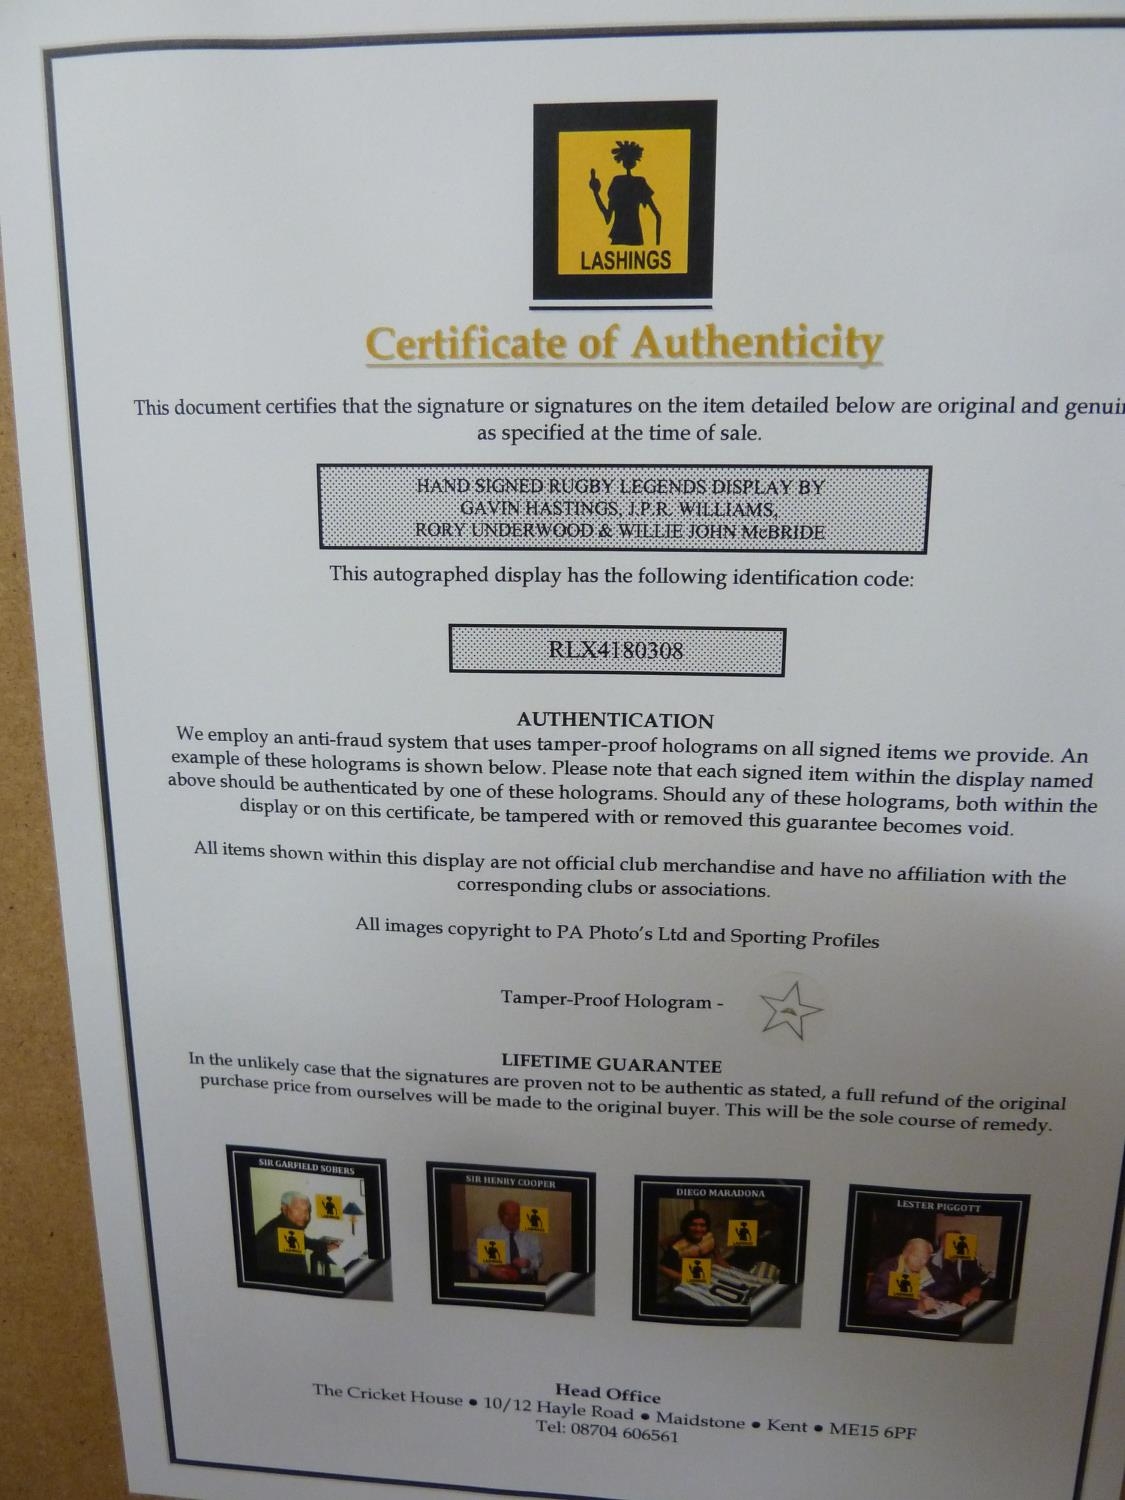 LASHINGS
Certificate of Authenticity
This document certifies that the signature or signatures on the item detailed below are original and genui
as specified at the time of sale.
HAND SIGNED RUGBY LEGENDS DISPLAY BY
GAVIN HASTINGS, J.P.R. WILLIAMS,
RORY UNDERWOOD & WILLIE JOHN McBRIDE
This autographed display has the following identification code:
RLX4180308
AUTHENTICATION
We employ an anti-fraud system that uses tamper-proof holograms on all signed items we provide. An
example of these holograms is shown below. Please note that each signed item within the display named
above should be authenticated by one of these holograms. Should any of these holograms, both within the
display or on this certificate, be tampered with or removed this guarantee becomes void.
All items shown within this display are not official club merchandise and have no affiliation with the
corresponding clubs or associations.
All images copyright to PA Photo's Ltd and Sporting Profiles
Tamper-Proof Hologram -
LIFETIME GUARANTEE
In the unlikely case that the signatures are proven not to be authentic as stated, a full refund of the original
purchase price from ourselves will be made to the original buyer. This will be the sole course of remedy.
SIR GARFIELD SOBERS
LASHINGS
LASHINGS
SIR HENRY COOPER
LASHINGS
LASHINGS
DIEGO MARADONA
LASHINGS
LASHINGS
10
LESTER PIGGOTT
LASHINGS
LASHINGS
Head Office
The Cricket House ● 10/12 Hayle Road ● Maidstone ● Kent ● ME15 6PF
Tel: 08704 606561